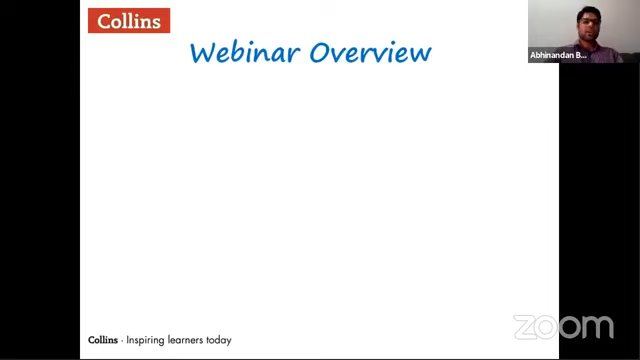 Collins
Webinar Overview
Abhinandan B...
Collins · Inspiring learners today
zoom